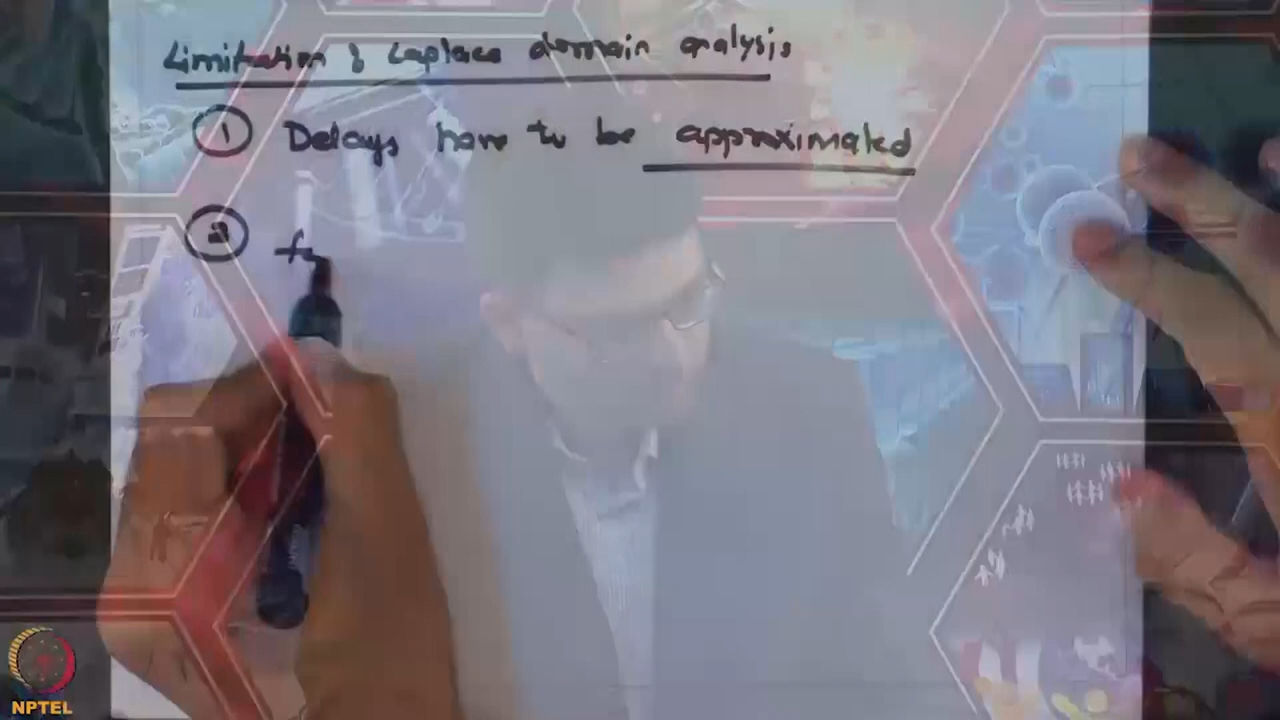 Limitation of Laplace domain analysis
① Delays have to be approximated
②
NPTEL